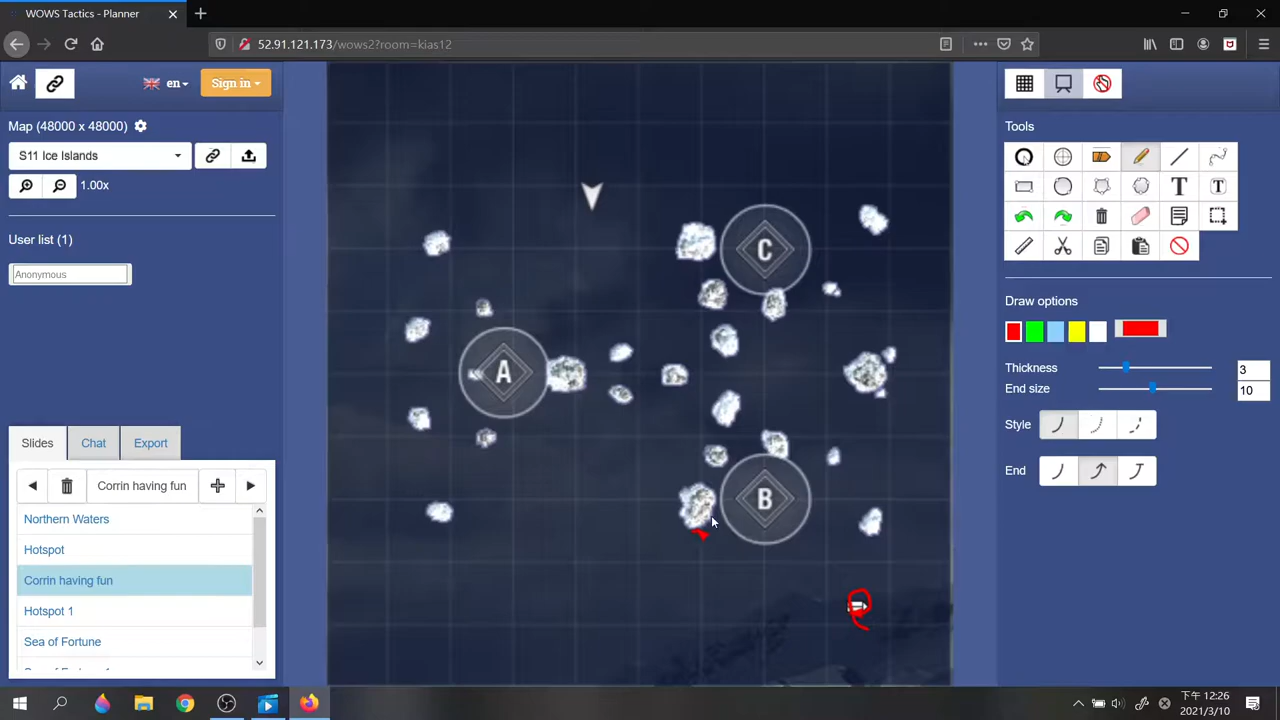 WOWS Tactics - Planner
52.91.121.173/wows2?room=kias12
en
Sign in
Map (48000 x 48000)
S11 Ice Islands
1.00x
User list (1)
Anonymous
Slides
Chat
Export
Corrin having fun
Northern Waters
Hotspot
Corrin having fun
Hotspot 1
Sea of Fortune
C
A
B
Tools
T
T
Draw options
Thickness
3
End size
10
Style
End
下午 12:26
2021/3/10